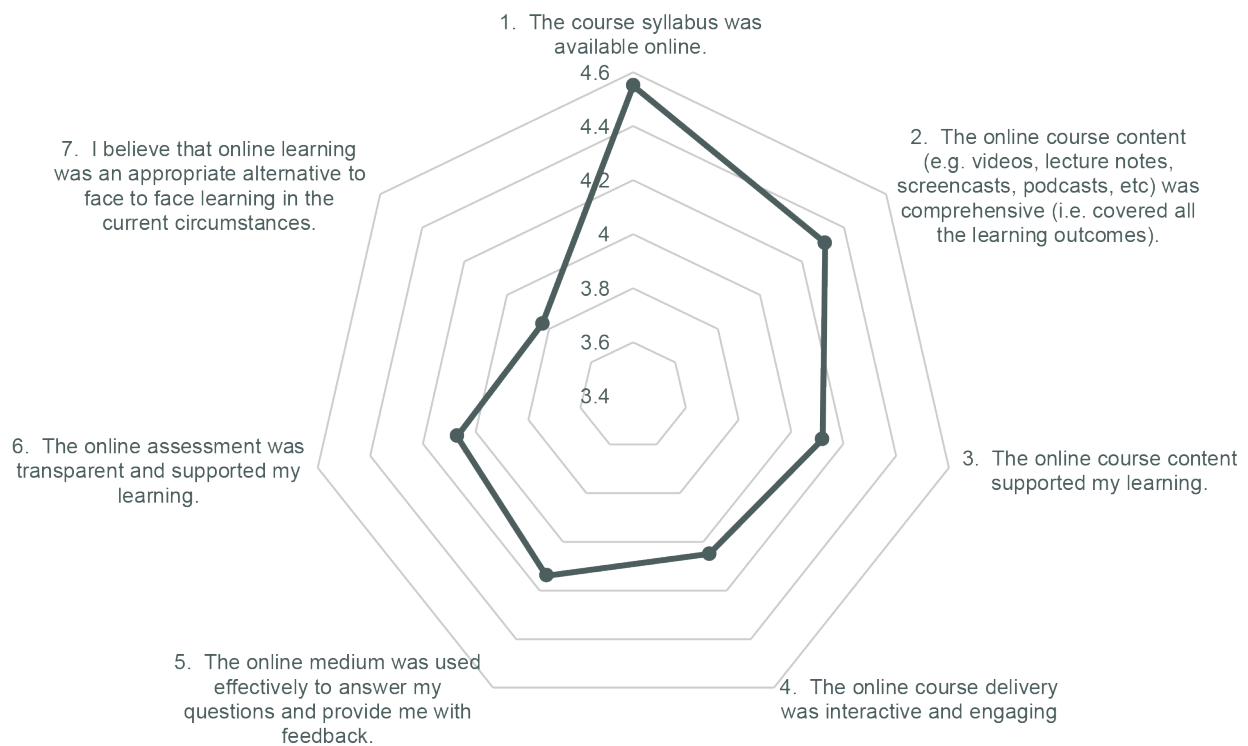 1. The course syllabus was
available online.
4.6
4.4
4.2
4
3.8
3.6
3.4
2. The online course content
(e.g. videos, lecture notes,
screencasts, podcasts, etc) was
comprehensive (i.e. covered all
the learning outcomes).
3. The online course content
supported my learning.
4. The online course delivery
was interactive and engaging
5. The online medium was used
effectively to answer my
questions and provide me with
feedback.
6. The online assessment was
transparent and supported my
learning.
7. I believe that online learning
was an appropriate alternative to
face to face learning in the
current circumstances.